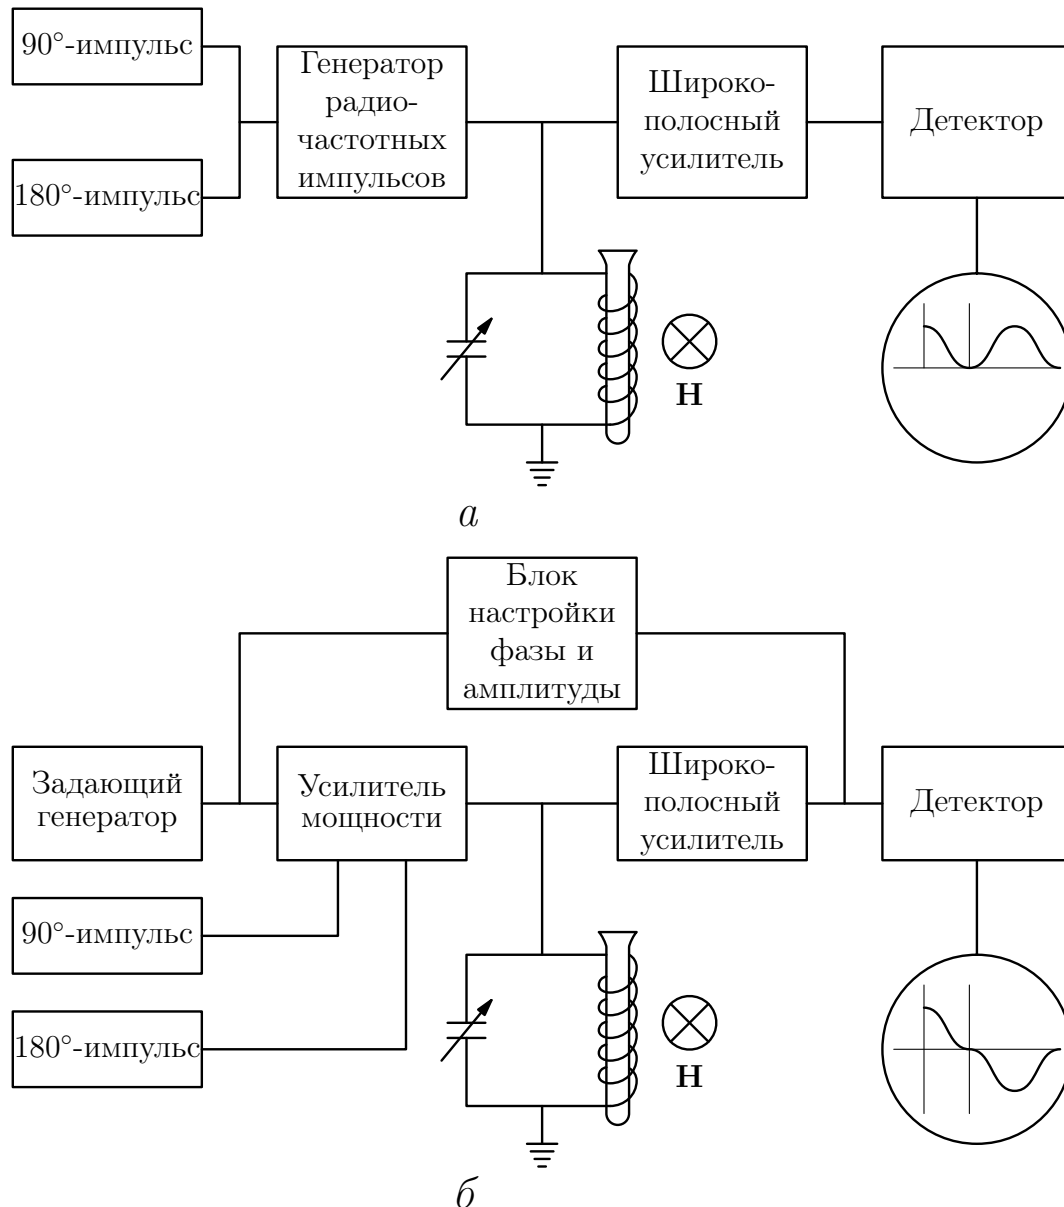 90°-импульс
180°-импульс
Генератор
радио-
частотных
импульсов
Широко-
полосный
усилитель
Детектор
H
а
Блок
настройки
фазы и
амплитуды
Задающий
генератор
Усилитель
мощности
Широко-
полосный
усилитель
Детектор
90°-импульс
180°-импульс
H
б